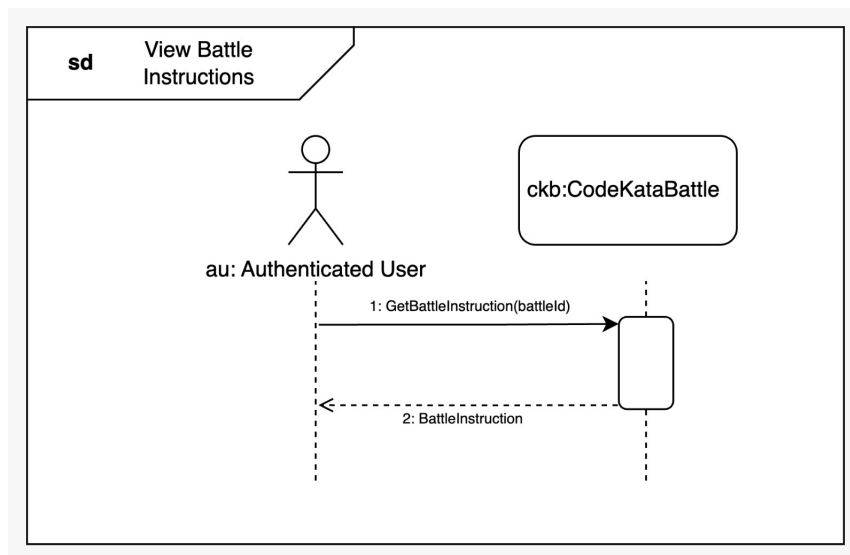 sd
View Battle
Instructions
ckb:CodeKataBattle
au: Authenticated User
1: GetBattleInstruction(battleId)
2: BattleInstruction